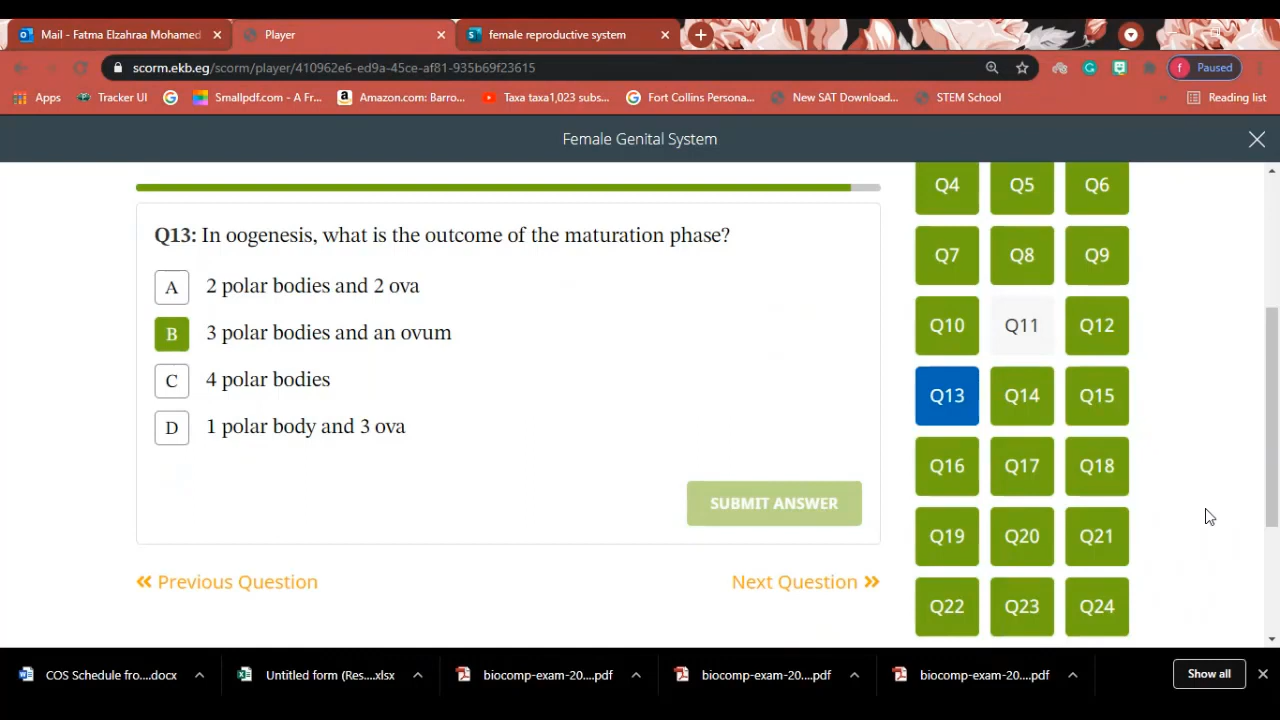 Mail - Fatma Elzahraa Mohamed
Player
female reproductive system
scorm.ekb.eg/scorm/player/410962e6-ed9a-45ce-af81-935b69f23615
f Paused
Apps
Tracker UI
Smallpdf.com - A Fr...
Amazon.com: Barro...
Taxa taxa1,023 subs...
Fort Collins Persona...
New SAT Download...
STEM School
Reading list
Female Genital System
Q13: In oogenesis, what is the outcome of the maturation phase?
A 2 polar bodies and 2 ova
B 3 polar bodies and an ovum
C 4 polar bodies
D 1 polar body and 3 ova
SUBMIT ANSWER
Previous Question
Next Question
Q4 Q5 Q6
Q7 Q8 Q9
Q10 Q11 Q12
Q13 Q14 Q15
Q16 Q17 Q18
Q19 Q20 Q21
Q22 Q23 Q24
COS Schedule fro....docx
Untitled form (Res....xlsx
biocomp-exam-20....pdf
biocomp-exam-20....pdf
biocomp-exam-20....pdf
Show all